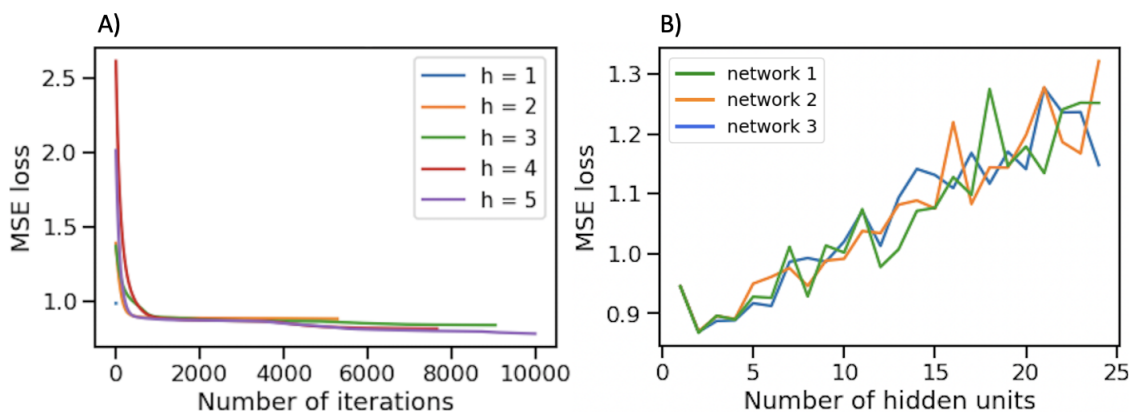 A)
MSE loss
2.5
2.0
1.5
1.0
h = 1
h = 2
h = 3
h = 4
h = 5
0 2000 4000 6000 8000 10000
Number of iterations
B)
MSE loss
1.3
1.2
1.1
1.0
0.9
network 1
network 2
network 3
0 5 10 15 20 25
Number of hidden units